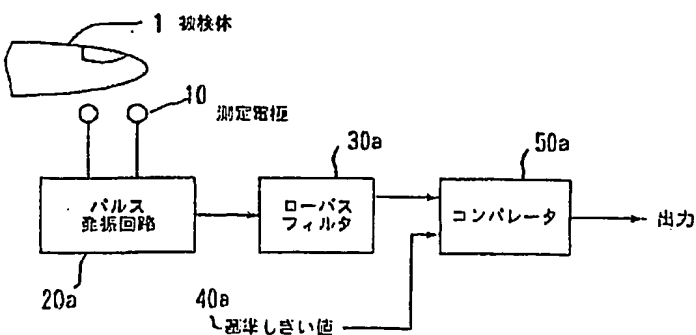 1 被検体
10
測定電極
30a
50a
パルス
発振回路
ローパス
フィルタ
コンパレータ
出力
20a
40a
基準しきい値